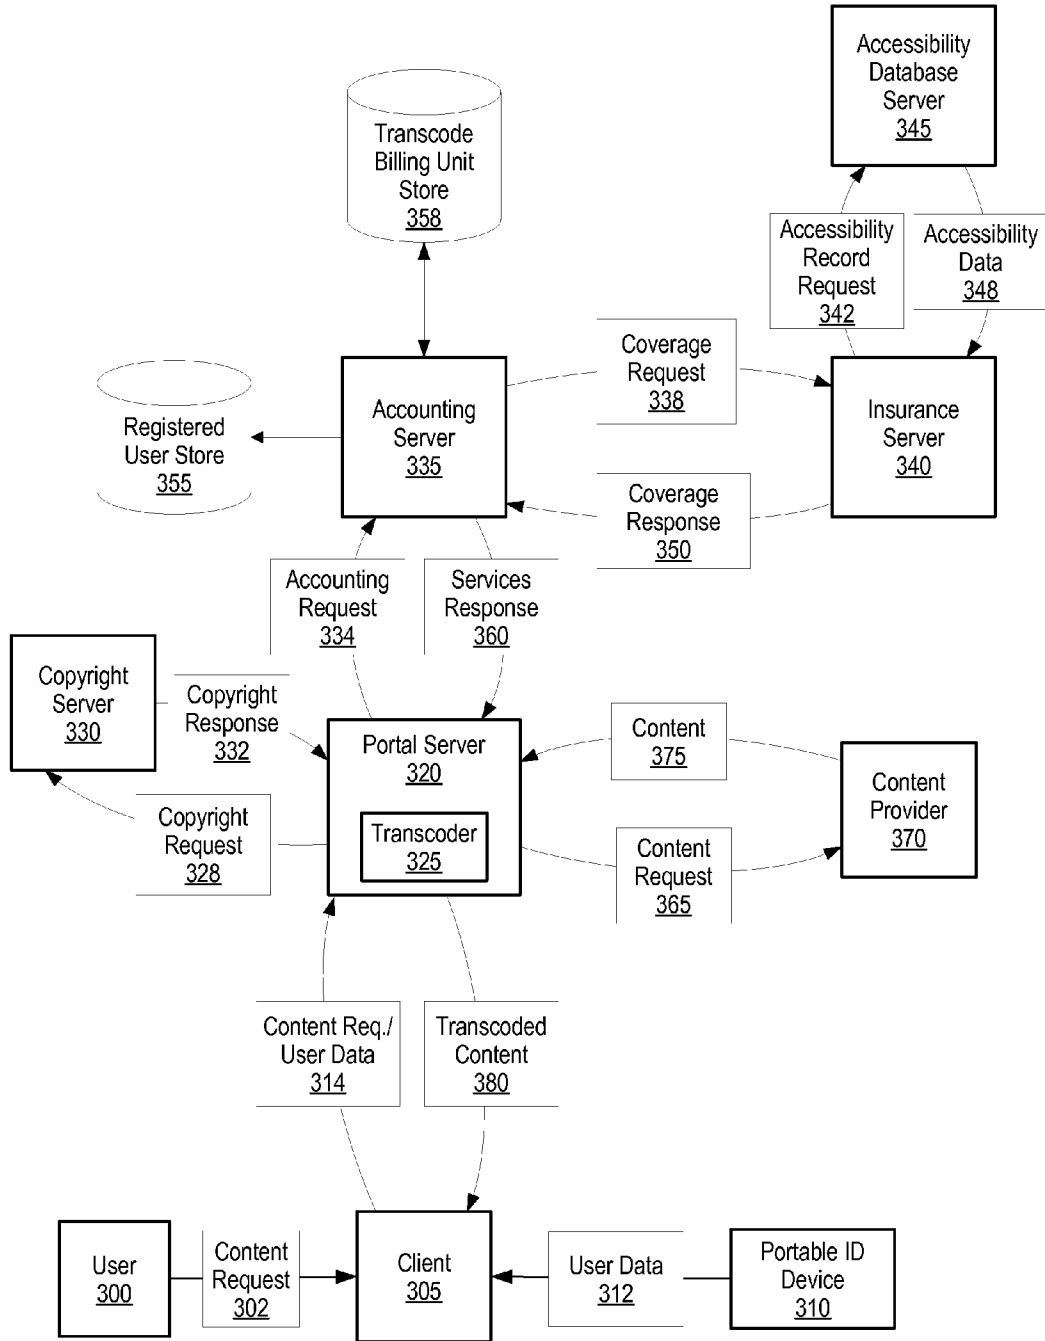 Accessibility
Database
Server
345
Transcode
Billing Unit
Store
358
Accessibility
Record
Request
342
Accessibility
Data
348
Coverage
Request
338
Registered
User Store
355
Accounting
Server
335
Insurance
Server
340
Coverage
Response
350
Accounting
Request
334
Services
Response
360
Copyright
Server
330
Copyright
Response
332
Portal Server
320
Content
375
Content
Provider
370
Copyright
Request
328
Transcoder
325
Content
Request
365
Content Req./
User Data
314
Transcoded
Content
380
User
300
Content
Request
302
Client
305
User Data
312
Portable ID
Device
310